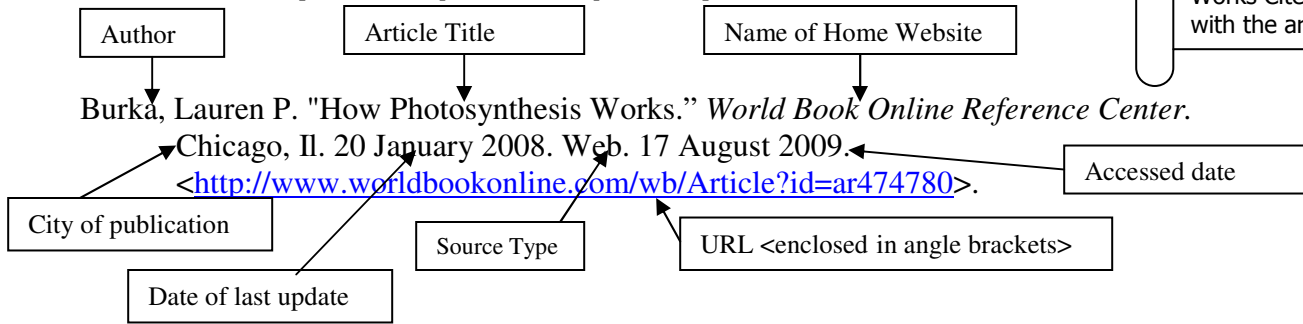 Works Cite
with the ar
Author
Article Title
Name of Home Website
Burka, Lauren P. "How Photosynthesis Works.” World Book Online Reference Center.
Chicago, Il. 20 January 2008. Web. 17 August 2009.
<http://www.worldbookonline.com/wb/Article?id=ar474780>.
Accessed date
City of publication
Source Type
URL <enclosed in angle brackets>
Date of last update